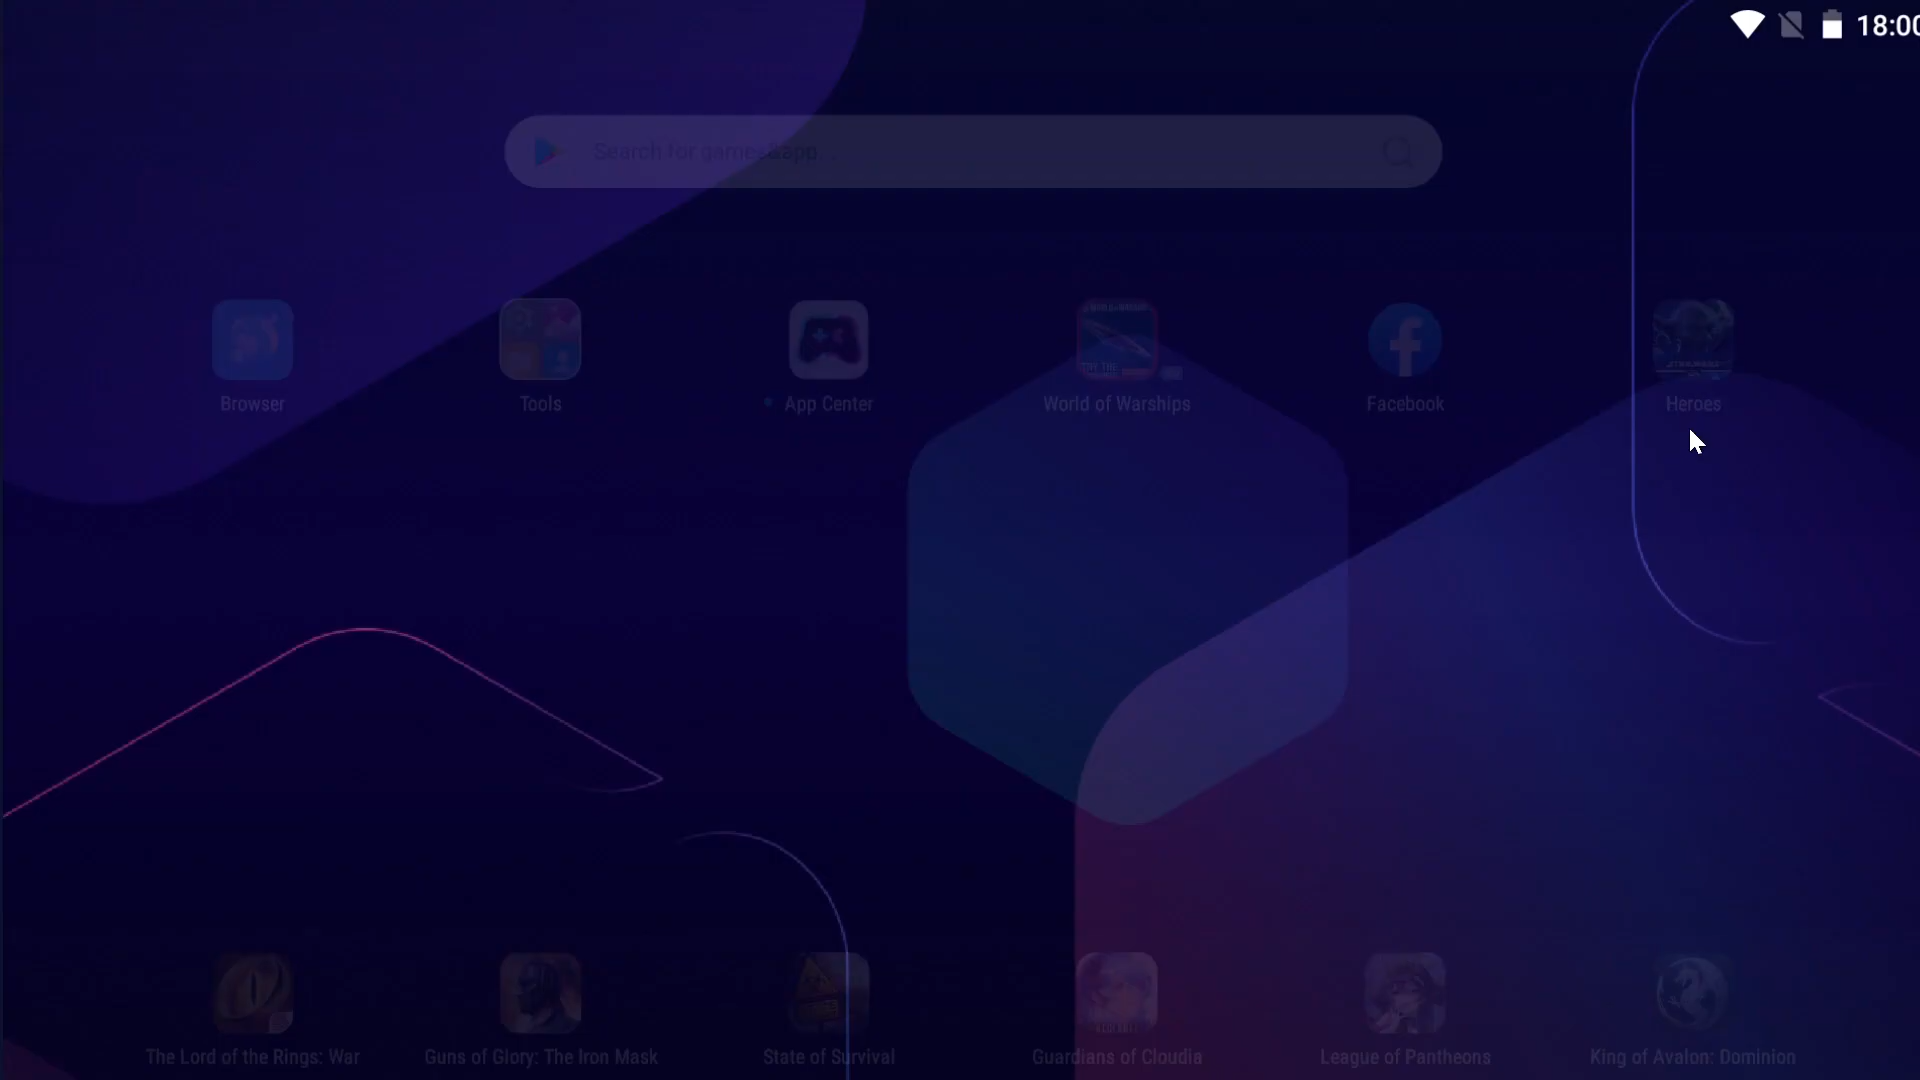 18:00
Search for games&app...
Browser
Tools
App Center
World of Warships
Facebook
Heroes
The Lord of the Rings: War
Guns of Glory: The Iron Mask
State of Survival
Guardians of Cloudia
League of Pantheons
King of Avalon: Dominion